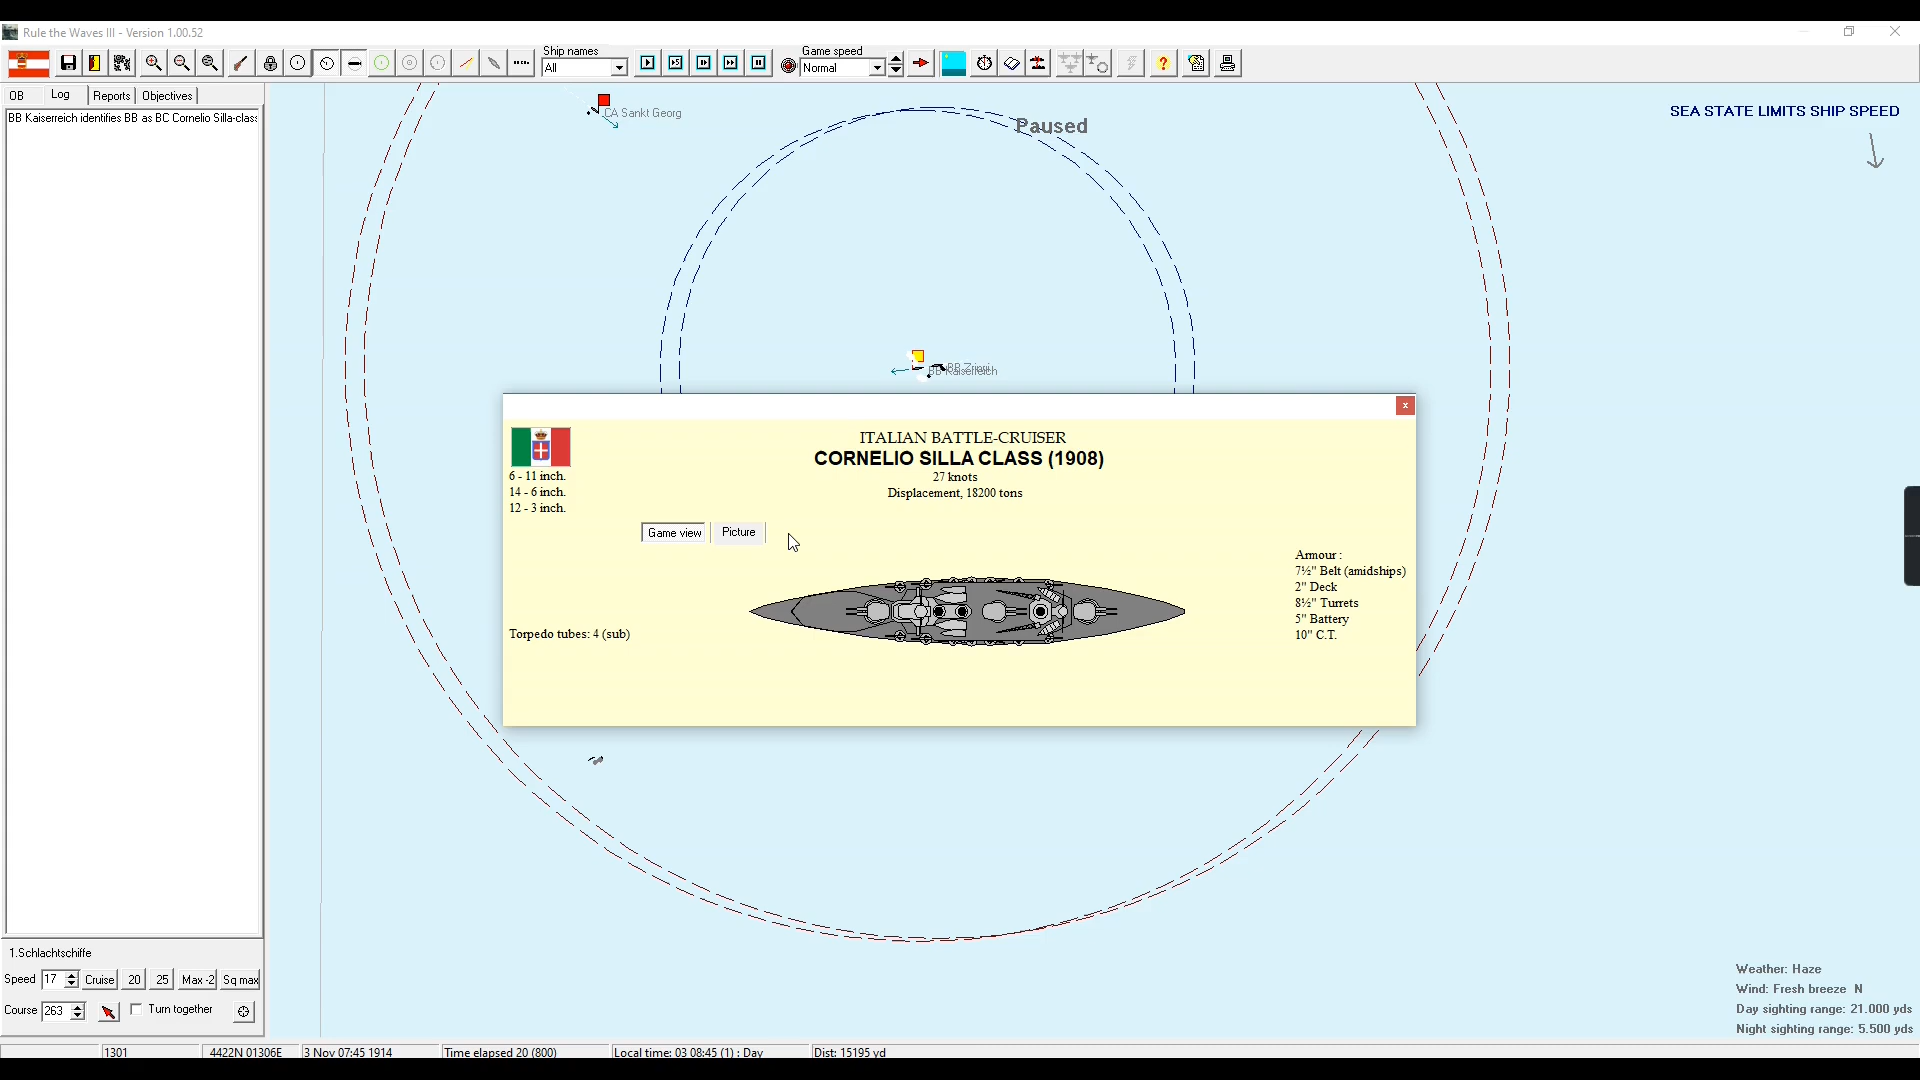 Rule the Waves III - Version 1.00.52
Ship names
All
Game speed
Normal
OB
Log
Reports
Objectives
BB Kaiserreich identifies BB as BC Cornelio Silla-clas
CA Sankt Georg
Paused
SEA STATE LIMITS SHIP SPEED
BB Kaiserreich
x
ITALIAN BATTLE-CRUISER
CORNELIO SILLA CLASS (1908)
27 knots
Displacement, 18200 tons
6 - 11 inch.
14 - 6 inch.
12 - 3 inch.
Game view
Picture
Armour :
7½" Belt (amidships)
2" Deck
8½" Turrets
5" Battery
10" C.T.
Torpedo tubes: 4 (sub)
1.Schlachtschiffe
Speed 17 Cruise 20 25 Max -2 Sq max
Course 263 Turn together
Weather: Haze
Wind: Fresh breeze N
Day sighting range: 21.000 yds
Night sighting range: 5.500 yds
1301 4422N 01306E 3 Nov 07:45 1914 Time elapsed 20 (800) Local time: 03 08:45 (1) : Day Dist: 15195 yd